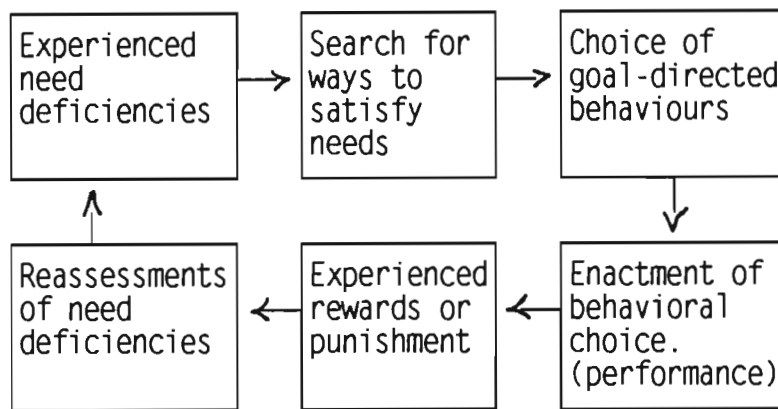 Experienced
need
deficiencies
Search for
ways to
satisfy
needs
Choice of
goal-directed
behaviours
Enactment of
behavioral
choice.
(performance)
Experienced
rewards or
punishment
Reassessments
of need
deficiencies